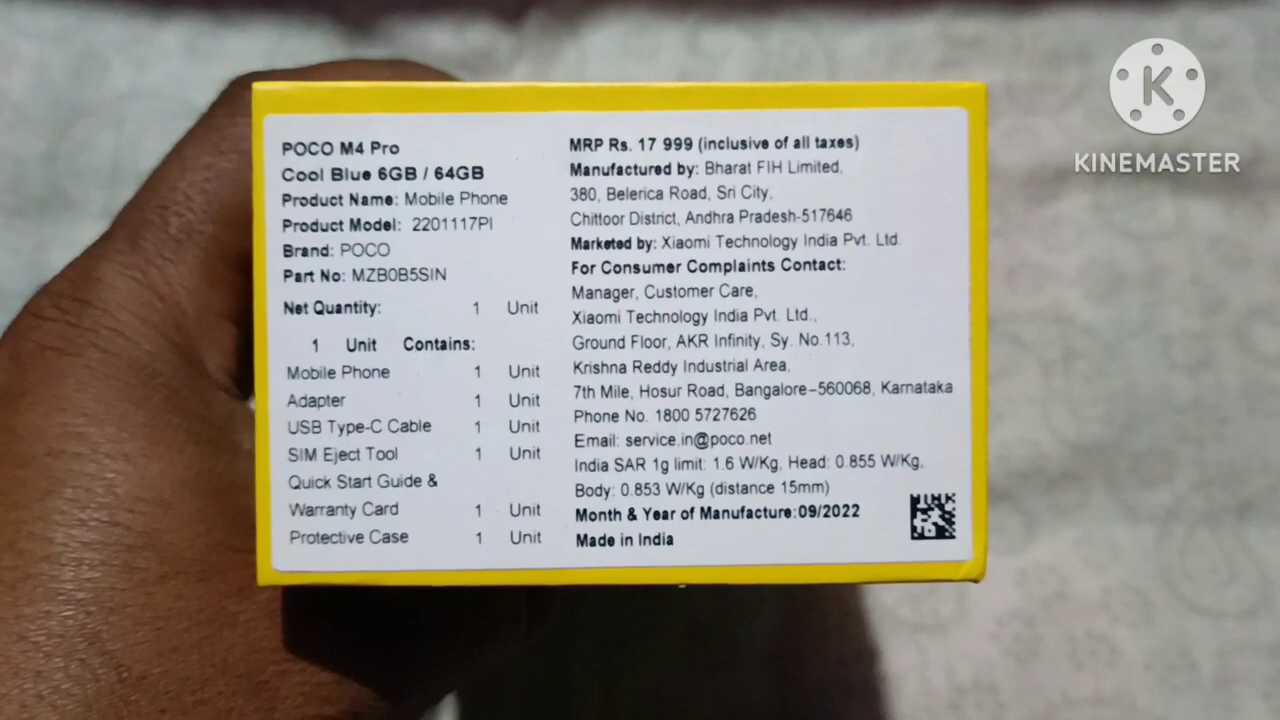 POCO M4 Pro
Cool Blue 6GB / 64GB
Product Name: Mobile Phone
Product Model: 2201117PI
Brand: POCO
Part No: MZB0B5SIN
Net Quantity: 1 Unit
1 Unit Contains:
Mobile Phone 1 Unit
Adapter 1 Unit
USB Type-C Cable 1 Unit
SIM Eject Tool 1 Unit
Quick Start Guide &
Warranty Card 1 Unit
Protective Case 1 Unit
MRP Rs. 17 999 (inclusive of all taxes)
Manufactured by: Bharat FIH Limited,
380, Belerica Road, Sri City,
Chittoor District, Andhra Pradesh-517646
Marketed by: Xiaomi Technology India Pvt. Ltd.
For Consumer Complaints Contact:
Manager, Customer Care,
Xiaomi Technology India Pvt. Ltd.,
Ground Floor, AKR Infinity, Sy. No.113,
Krishna Reddy Industrial Area,
7th Mile, Hosur Road, Bangalore-560068, Karnataka
Phone No. 1800 5727626
Email: service.in@poco.net
India SAR 1g limit: 1.6 W/Kg, Head: 0.855 W/Kg,
Body: 0.853 W/Kg (distance 15mm)
Month & Year of Manufacture:09/2022
Made in India
K
KINEMASTER